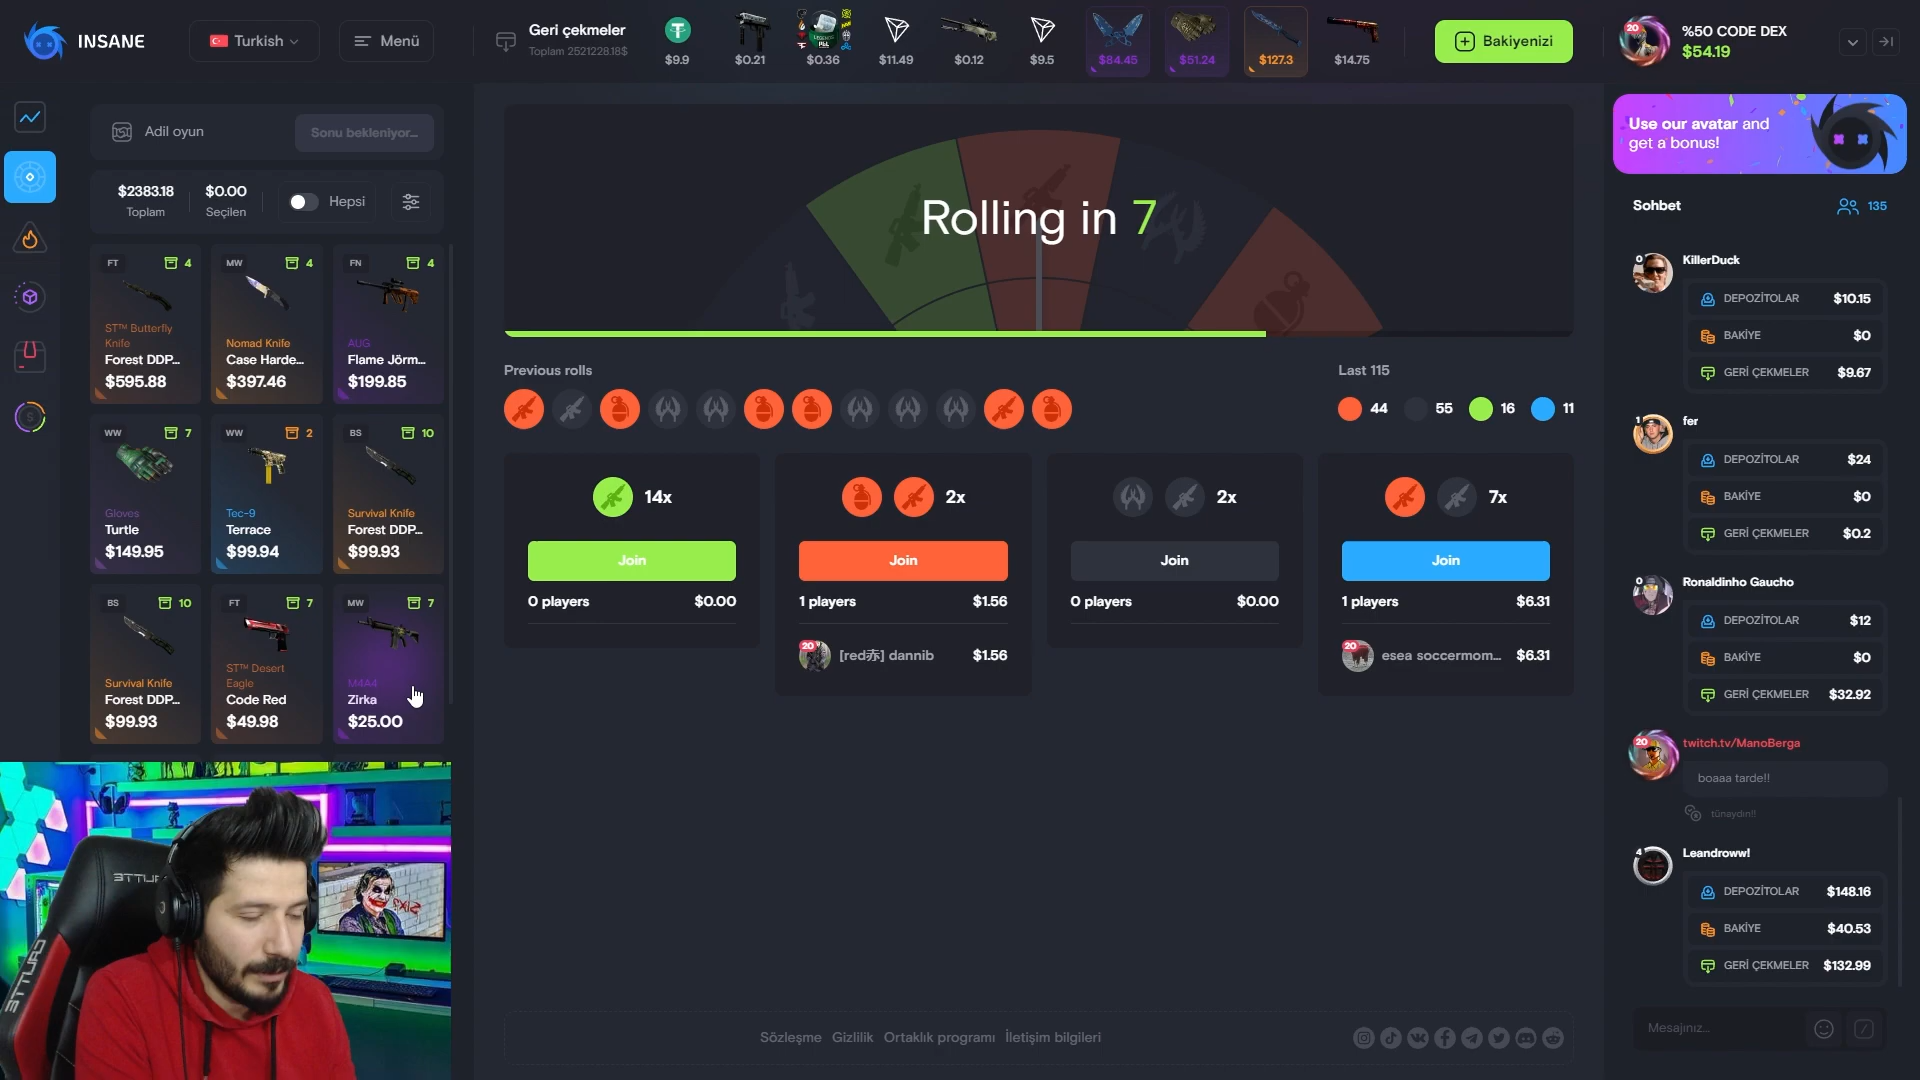 INSANE
Turkish
Menü
Geri çekmeler
Toplam 2521228.18$
$9.9
$0.21
$0.36
$11.49
$0.12
$9.5
$84.45
$51.24
$127.3
$14.75
Bakiyenizi
20
%50 CODE DEX
$54.19
Adil oyun
Sonu bekleniyor...
$2383.18
Toplam
$0.00
Seçilen
Hepsi
FT 4
ST™ Butterfly
Knife
Forest DDP...
$595.88
MW 4
Nomad Knife
Case Harde...
$397.46
FN 4
AUG
Flame Jörm...
$199.85
WW 7
Gloves
Turtle
$149.95
WW 2
Tec-9
Terrace
$99.94
BS 10
Survival Knife
Forest DDP...
$99.93
BS 10
Survival Knife
Forest DDP...
$99.93
FT 7
ST™ Desert
Eagle
Code Red
$49.98
MW 7
M4A4
Zirka
$25.00
Rolling in 7
Previous rolls
Last 115
44 55 16 11
14x
Join
0 players $0.00
2x
Join
1 players $1.56
20
[red赤] dannib $1.56
2x
Join
0 players $0.00
7x
Join
1 players $6.31
20
esea soccermom... $6.31
Use our avatar and
get a bonus!
Sohbet 135
0
KillerDuck
DEPOZİTOLAR $10.15
BAKİYE $0
GERİ ÇEKMELER $9.67
1
fer
DEPOZİTOLAR $24
BAKİYE $0
GERİ ÇEKMELER $0.2
0
Ronaldinho Gaucho
DEPOZİTOLAR $12
BAKİYE $0
GERİ ÇEKMELER $32.92
20
twitch.tv/ManoBerga
boaaa tarde!!
tünaydın!!
4
Leandroww!
DEPOZİTOLAR $148.16
BAKİYE $40.53
GERİ ÇEKMELER $132.99
Mesajınız...
Sözleşme Gizlilik Ortaklık programı İletişim bilgileri